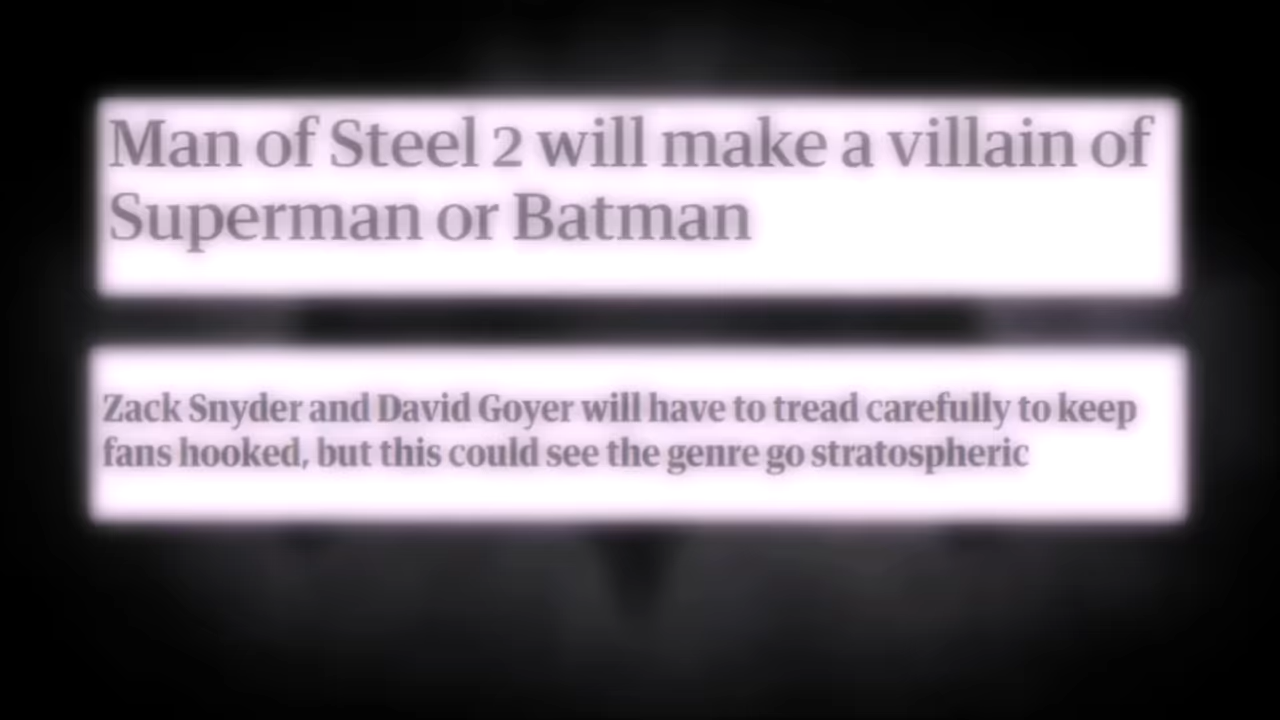 Man of Steel 2 will make a villain of
Superman or Batman
Zack Snyder and David Goyer will have to tread carefully to keep
fans hooked, but this could see the genre go stratospheric